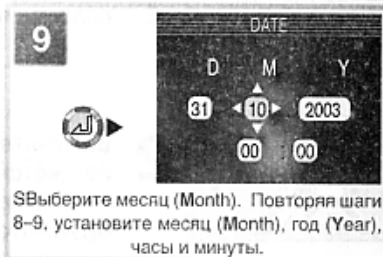 9
DATE
D M Y
31 10 2003
00 : 00
SВыберите месяц (Month). Повторяя шаги
8–9, установите месяц (Month), год (Year),
часы и минуты.